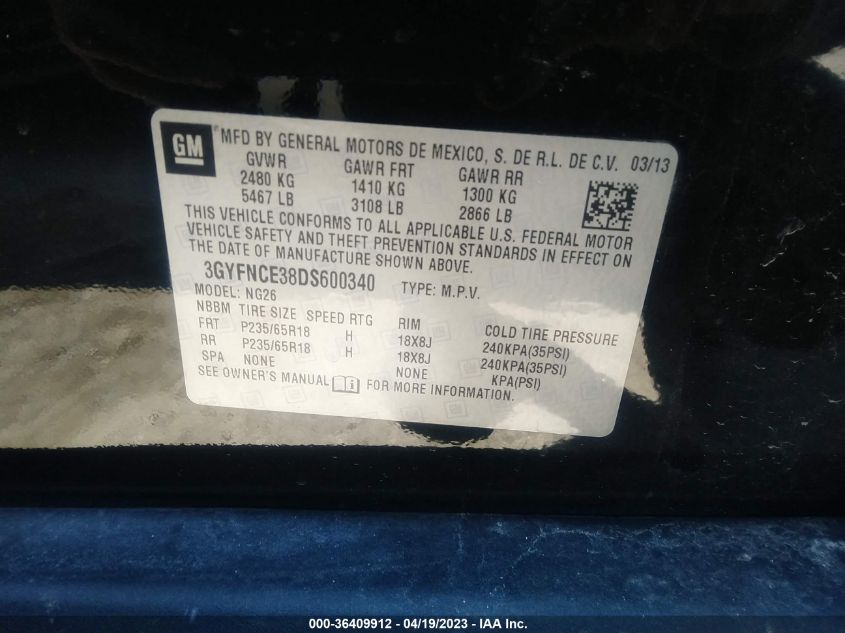 GM MFD BY GENERAL MOTORS DE MEXICO, S. DE R.L. DE C.V. 03/13
GVWR GAWR FRT GAWR RR
2480 KG 1410 KG 1300 KG
5467 LB 3108 LB 2866 LB
THIS VEHICLE CONFORMS TO ALL APPLICABLE U.S. FEDERAL MOTOR
VEHICLE SAFETY AND THEFT PREVENTION STANDARDS IN EFFECT ON
THE DATE OF MANUFACTURE SHOWN ABOVE.
3GYFNCE38DS600340 TYPE: M.P.V.
MODEL: NG26
NBBM TIRE SIZE SPEED RTG RIM COLD TIRE PRESSURE
FRT P235/65R18 H 18X8J 240KPA(35PSI)
RR P235/65R18 H 18X8J 240KPA(35PSI)
SPA NONE NONE KPA(PSI)
SEE OWNER'S MANUAL FOR MORE INFORMATION.
000-36409912 - 04/19/2023 - IAA Inc.